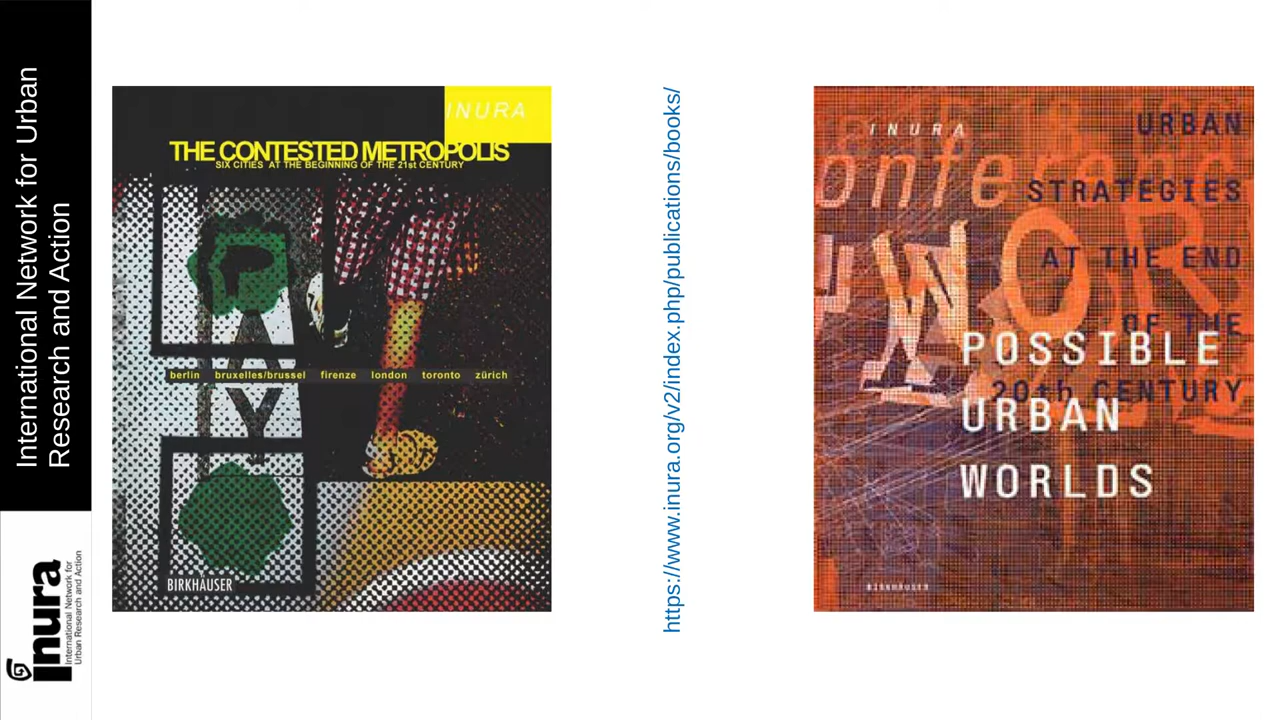 International Network for Urban
Research and Action
inura
International Network for
Urban Research and Action
INURA
THE CONTESTED METROPOLIS
SIX CITIES AT THE BEGINNING OF THE 21st CENTURY
berlin bruxelles/brussel firenze london toronto zürich
BIRKHÄUSER
https://www.inura.org/v2/index.php/publications/books/
INURA
URBAN
STRATEGIES
AT THE END
OF THE
20th CENTURY
POSSIBLE
URBAN
WORLDS
BIRKHÄUSER